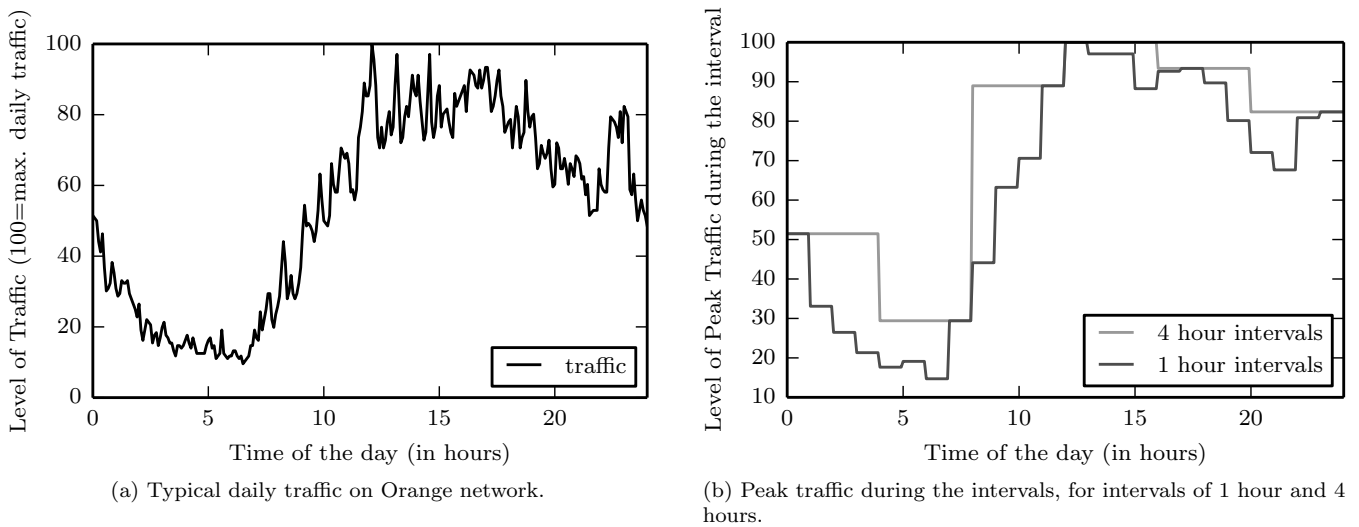 Level of Traffic (100=max. daily traffic)
100
80
60
40
20
0
0 5 10 15 20
traffic
Time of the day (in hours)
(a) Typical daily traffic on Orange network.
Level of Peak Traffic during the interval
100
90
80
70
60
50
40
30
20
10
0 5 10 15 20
4 hour intervals
1 hour intervals
Time of the day (in hours)
(b) Peak traffic during the intervals, for intervals of 1 hour and 4
hours.